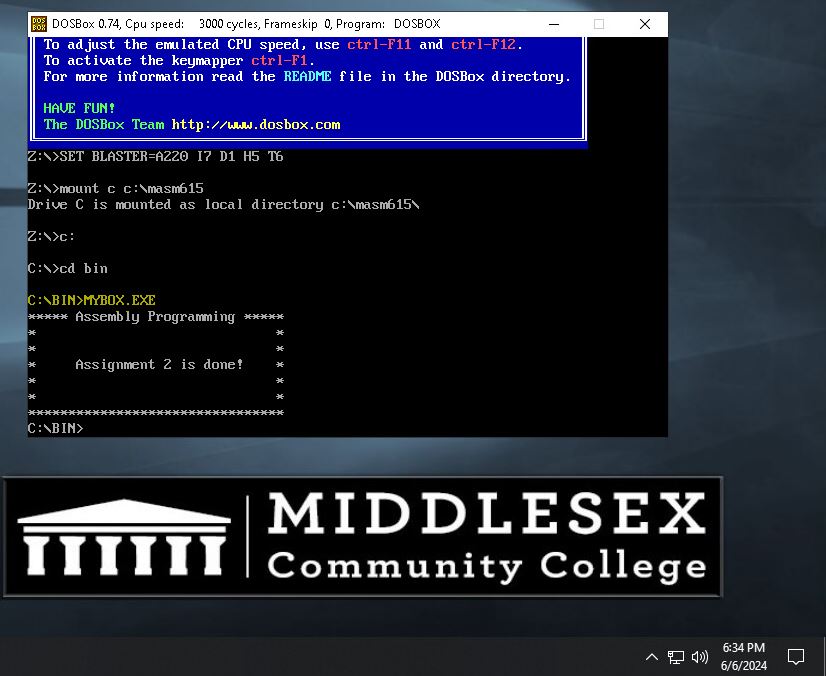 DOS
BOX
DOSBox 0.74, Cpu speed:    3000 cycles, Frameskip  0, Program:   DOSBOX
To adjust the emulated CPU speed, use ctrl-F11 and ctrl-F12.
To activate the keymapper ctrl-F1.
For more information read the README file in the DOSBox directory.
HAVE FUN!
The DOSBox Team http://www.dosbox.com
Z:\>SET BLASTER=A220 I7 D1 H5 T6
Z:\>mount c c:\masm615
Drive C is mounted as local directory c:\masm615\
Z:\>c:
C:\>cd bin
C:\BIN>MYBOX.EXE
***** Assembly Programming *****
*                              *
*                              *
*     Assignment 2 is done!    *
*                              *
*                              *
********************************
C:\BIN>
MIDDLESEX
Community College
6:34 PM
6/6/2024